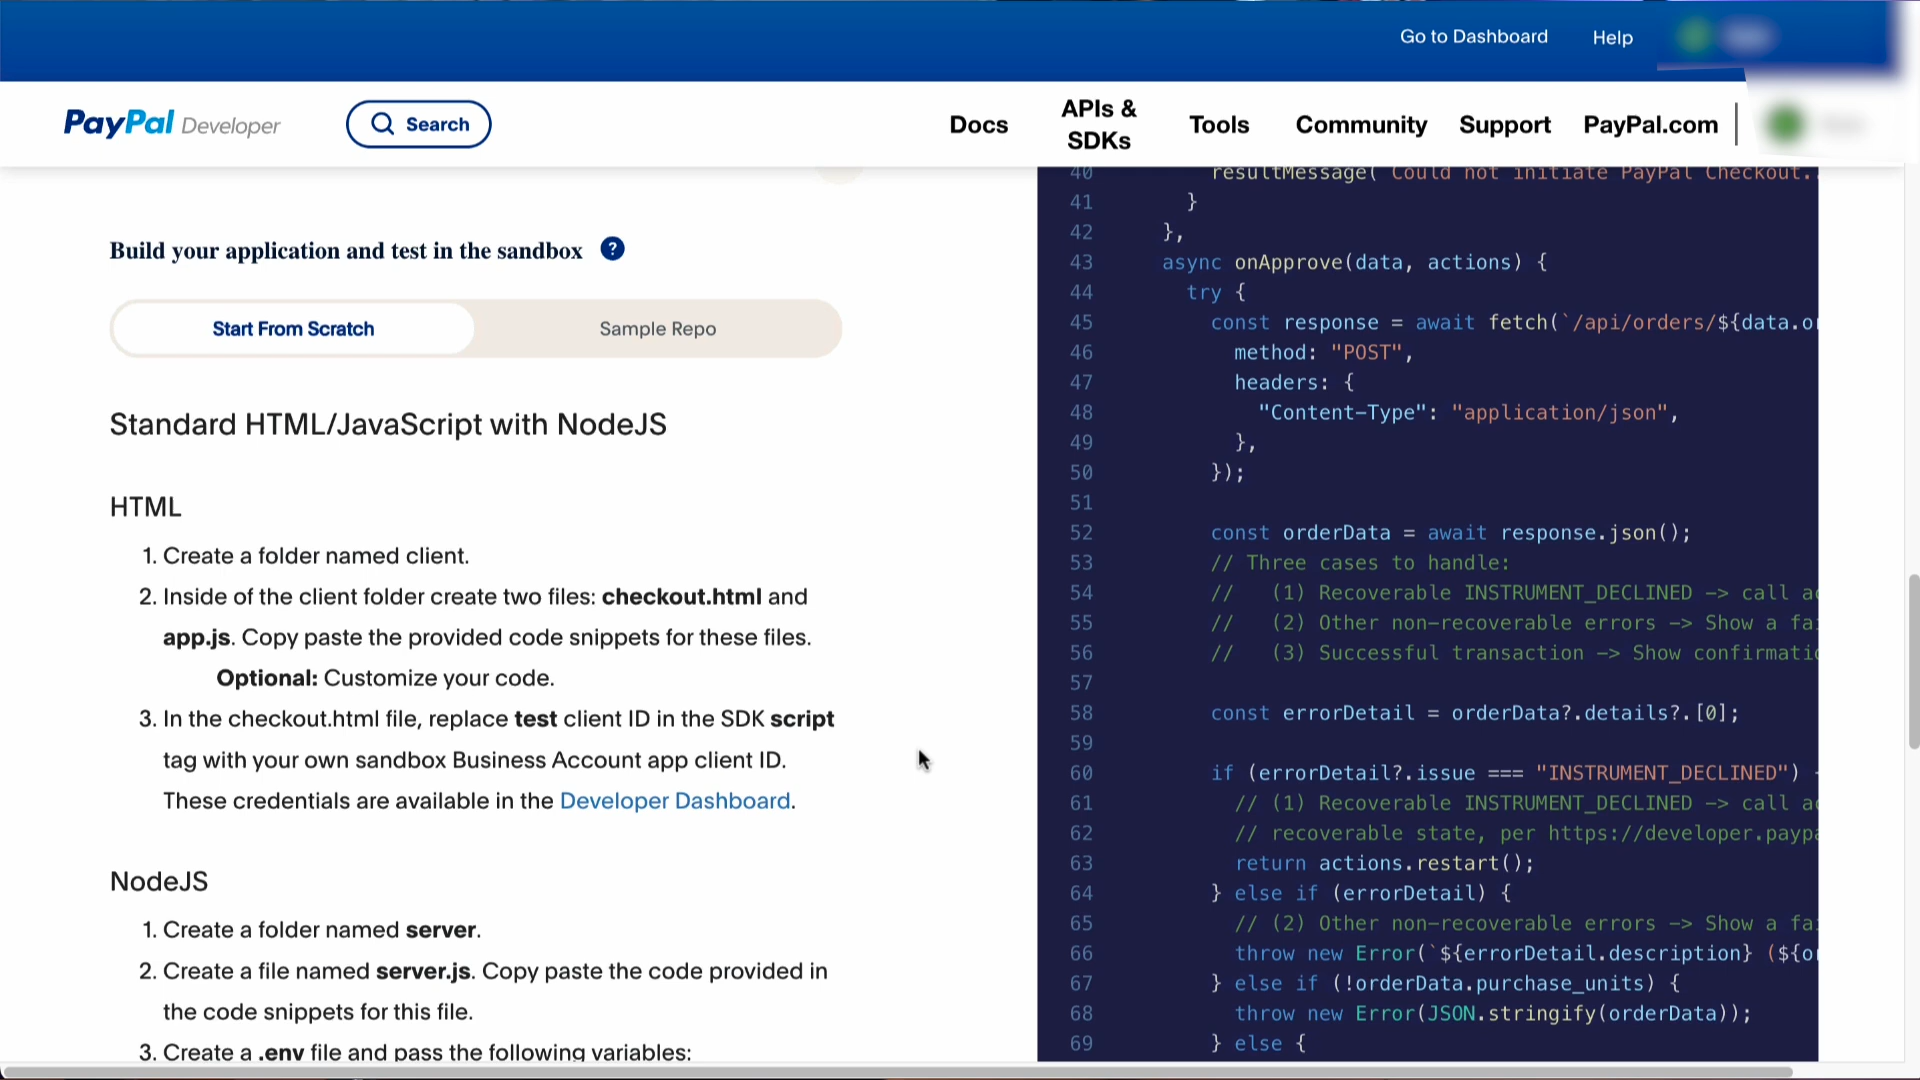 Go to Dashboard Help
PayPal Developer Search Docs APIs & SDKs Tools Community Support PayPal.com
Build your application and test in the sandbox ?
Start From Scratch Sample Repo
Standard HTML/JavaScript with NodeJS
HTML
1. Create a folder named client.
2. Inside of the client folder create two files: checkout.html and
app.js. Copy paste the provided code snippets for these files.
Optional: Customize your code.
3. In the checkout.html file, replace test client ID in the SDK script
tag with your own sandbox Business Account app client ID.
These credentials are available in the Developer Dashboard.
NodeJS
1. Create a folder named server.
2. Create a file named server.js. Copy paste the code provided in
the code snippets for this file.
3. Create a .env file and pass the following variables:
40 resultMessage(`Could not initiate PayPal Checkout..
41 }
42 },
43 async onApprove(data, actions) {
44 try {
45 const response = await fetch(`/api/orders/${data.o
46 method: "POST",
47 headers: {
48 "Content-Type": "application/json",
49 },
50 });
51
52 const orderData = await response.json();
53 // Three cases to handle:
54 // (1) Recoverable INSTRUMENT_DECLINED -> call a
55 // (2) Other non-recoverable errors -> Show a fa
56 // (3) Successful transaction -> Show confirmati
57
58 const errorDetail = orderData?.details?.[0];
59
60 if (errorDetail?.issue === "INSTRUMENT_DECLINED")
61 // (1) Recoverable INSTRUMENT_DECLINED -> call a
62 // recoverable state, per https://developer.payp
63 return actions.restart();
64 } else if (errorDetail) {
65 // (2) Other non-recoverable errors -> Show a fa
66 throw new Error(`${errorDetail.description} (${o
67 } else if (!orderData.purchase_units) {
68 throw new Error(JSON.stringify(orderData));
69 } else {